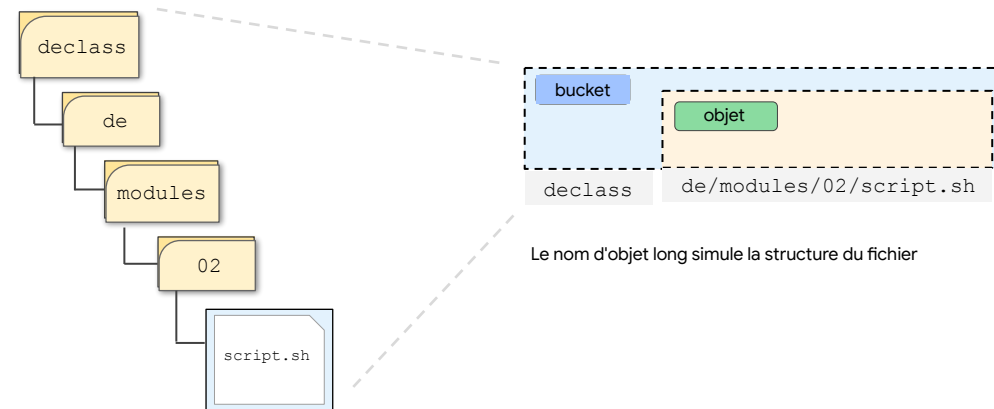 declass
de
modules
02
script.sh
bucket
objet
declass
de/modules/02/script.sh
Le nom d'objet long simule la structure du fichier